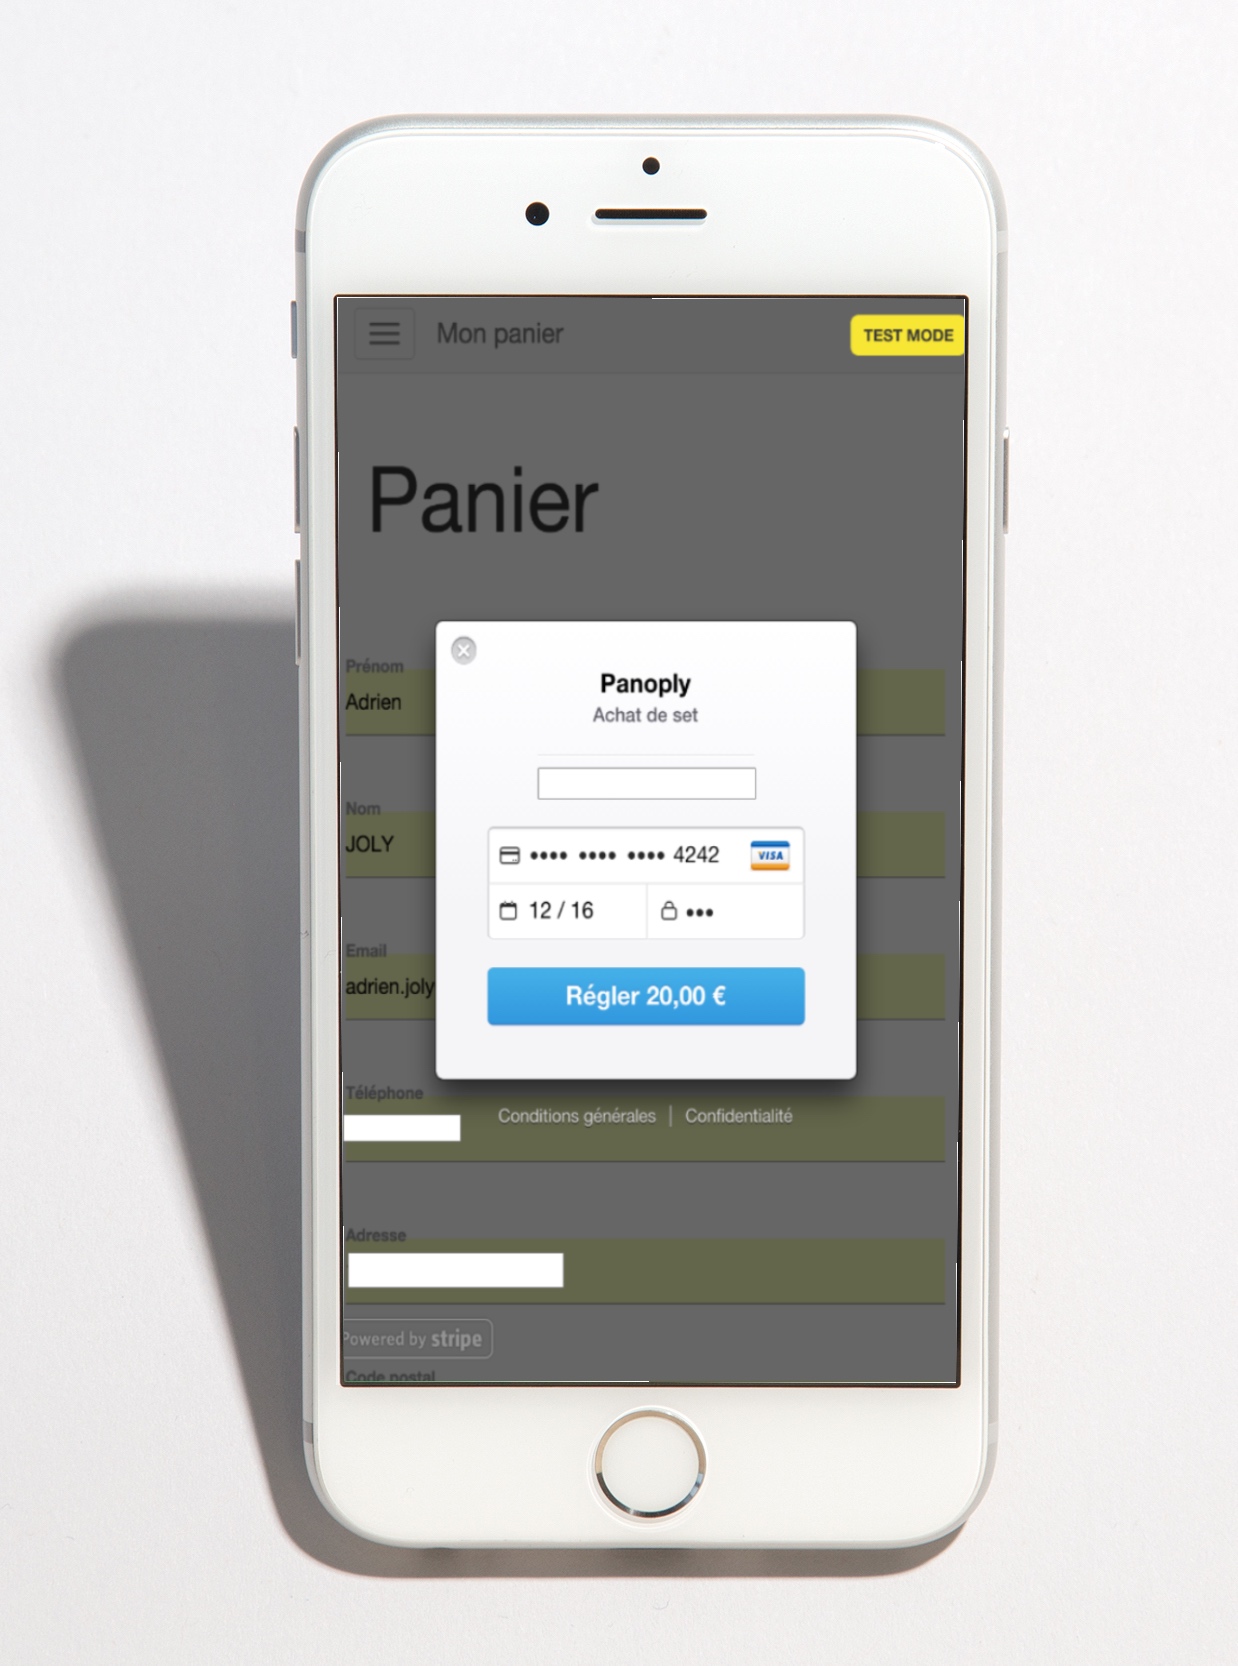 Mon panier
TEST MODE
Panier
Prénom
Adrien
Panoply
Achat de set
Nom
JOLY
•••• •••• •••• 4242 VISA
12 / 16 •••
Email
adrien.joly
Régler 20,00 €
Téléphone
Conditions générales | Confidentialité
Adresse
Powered by stripe
Code postal